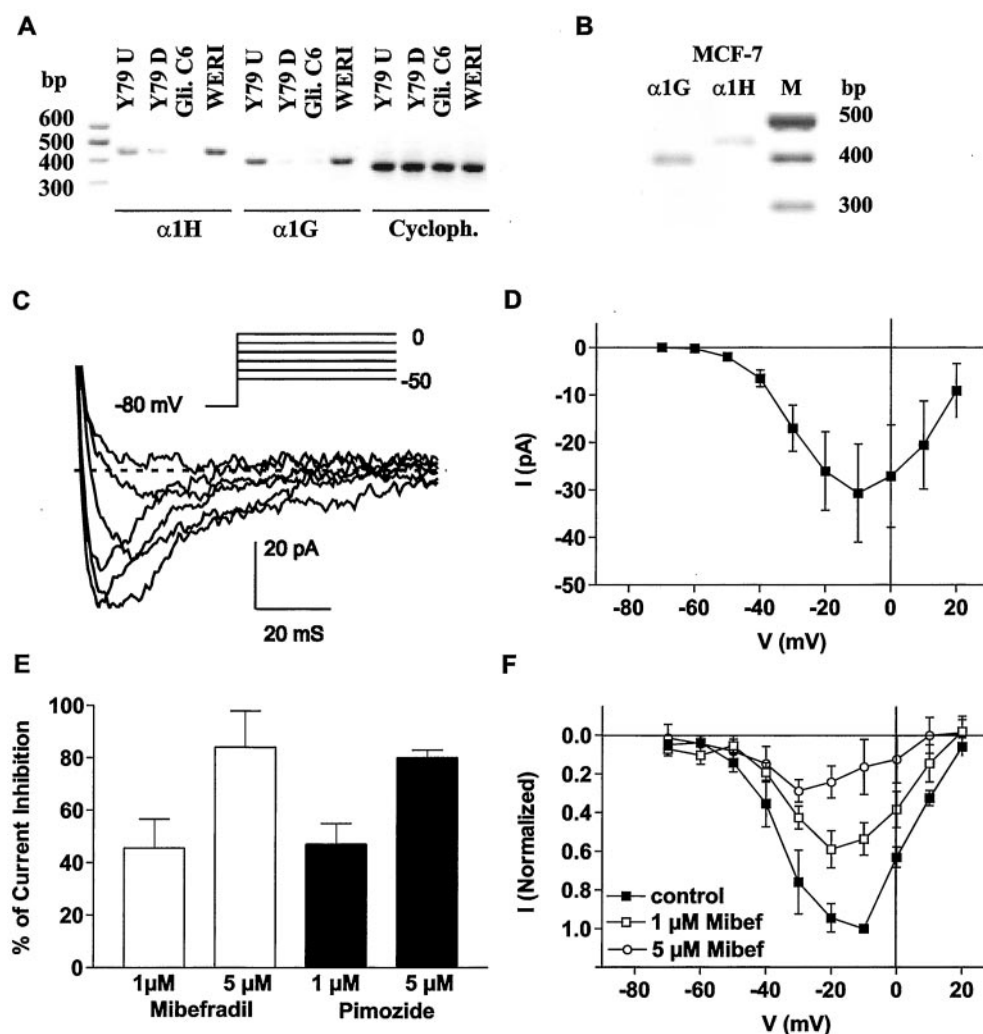 A
bp
Y79 U
Y79 D
Gli. C6
WERI
Y79 U
Y79 D
Gli. C6
WERI
Y79 U
Y79 D
Gli. C6
WERI
600
500
400
300
α1H
α1G
Cycloph.
B
MCF-7
α1G α1H M bp
500
400
300
C
0
-50
-80 mV
20 pA
20 mS
D
I (pA)
0
-10
-20
-30
-40
-50
-80 -60 -40 -20 0 20
V (mV)
E
% of Current Inhibition
100
80
60
40
20
0
1µM 5 µM 1 µM 5 µM
Mibefradil Pimozide
F
I (Normalized)
0.0
0.2
0.4
0.6
0.8
1.0
control
1 µM Mibef
5 µM Mibef
-80 -60 -40 -20 0 20
V (mV)